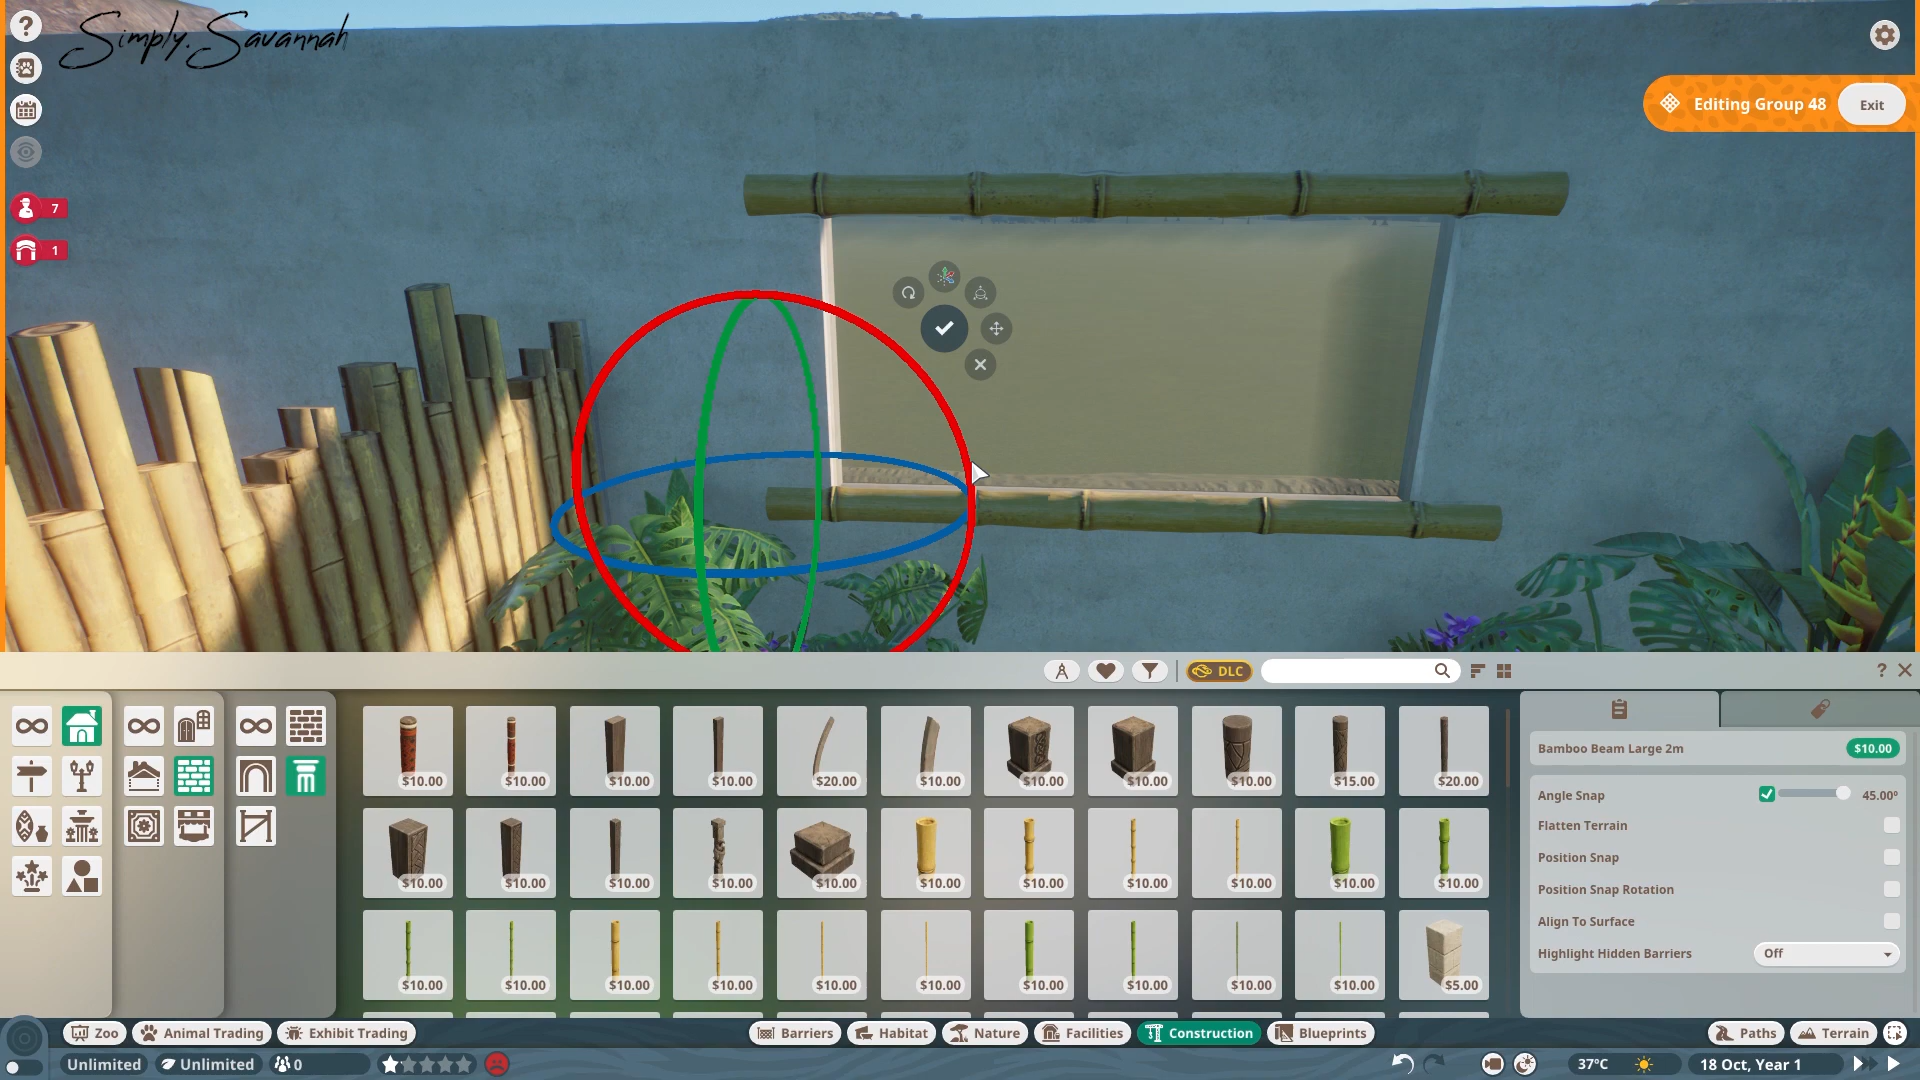 Simply.Savannah
Editing Group 48
Exit
7
1
DLC
?
$10.00 $10.00 $10.00 $10.00 $20.00 $10.00 $10.00 $10.00 $10.00 $15.00 $20.00
$10.00 $10.00 $10.00 $10.00 $10.00 $10.00 $10.00 $10.00 $10.00 $10.00 $10.00
$10.00 $10.00 $10.00 $10.00 $10.00 $10.00 $10.00 $10.00 $10.00 $10.00 $5.00
Bamboo Beam Large 2m $10.00
Angle Snap 45.00º
Flatten Terrain
Position Snap
Position Snap Rotation
Align To Surface
Highlight Hidden Barriers Off
Zoo Animal Trading Exhibit Trading Barriers Habitat Nature Facilities Construction Blueprints Paths Terrain
Unlimited Unlimited 0 37°C 18 Oct, Year 1